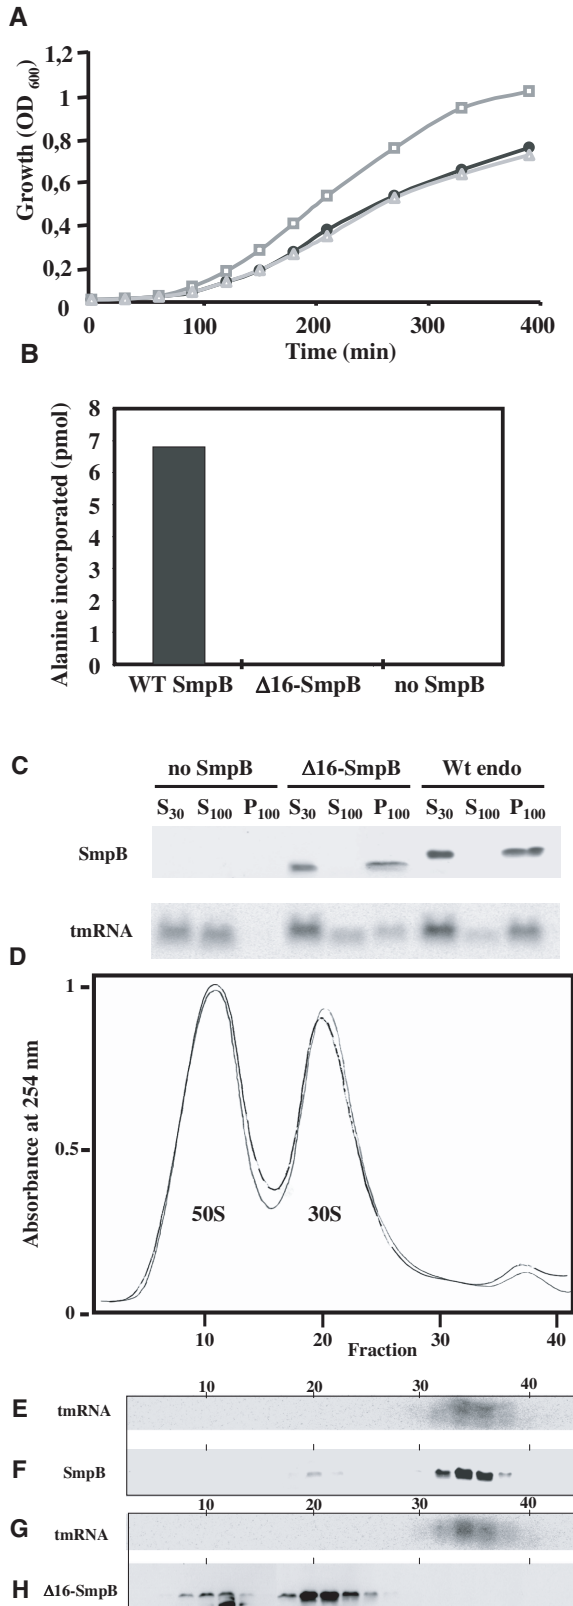 A
1,2
1
0,8
0,6
0,4
0,2
0
Growth (OD 600)
0 100 200 300 400
Time (min)
B
8
7
6
5
4
3
2
1
0
Alanine incorporated (pmol)
WT SmpB Δ16-SmpB no SmpB
C
no SmpB Δ16-SmpB Wt endo
S30 S100 P100 S30 S100 P100 S30 S100 P100
SmpB
tmRNA
D
1
0.5
0
Absorbance at 254 nm
50S 30S
10 20 30 40
Fraction
10 20 30 40
E tmRNA
F SmpB
10 20 30 40
G tmRNA
H Δ16-SmpB